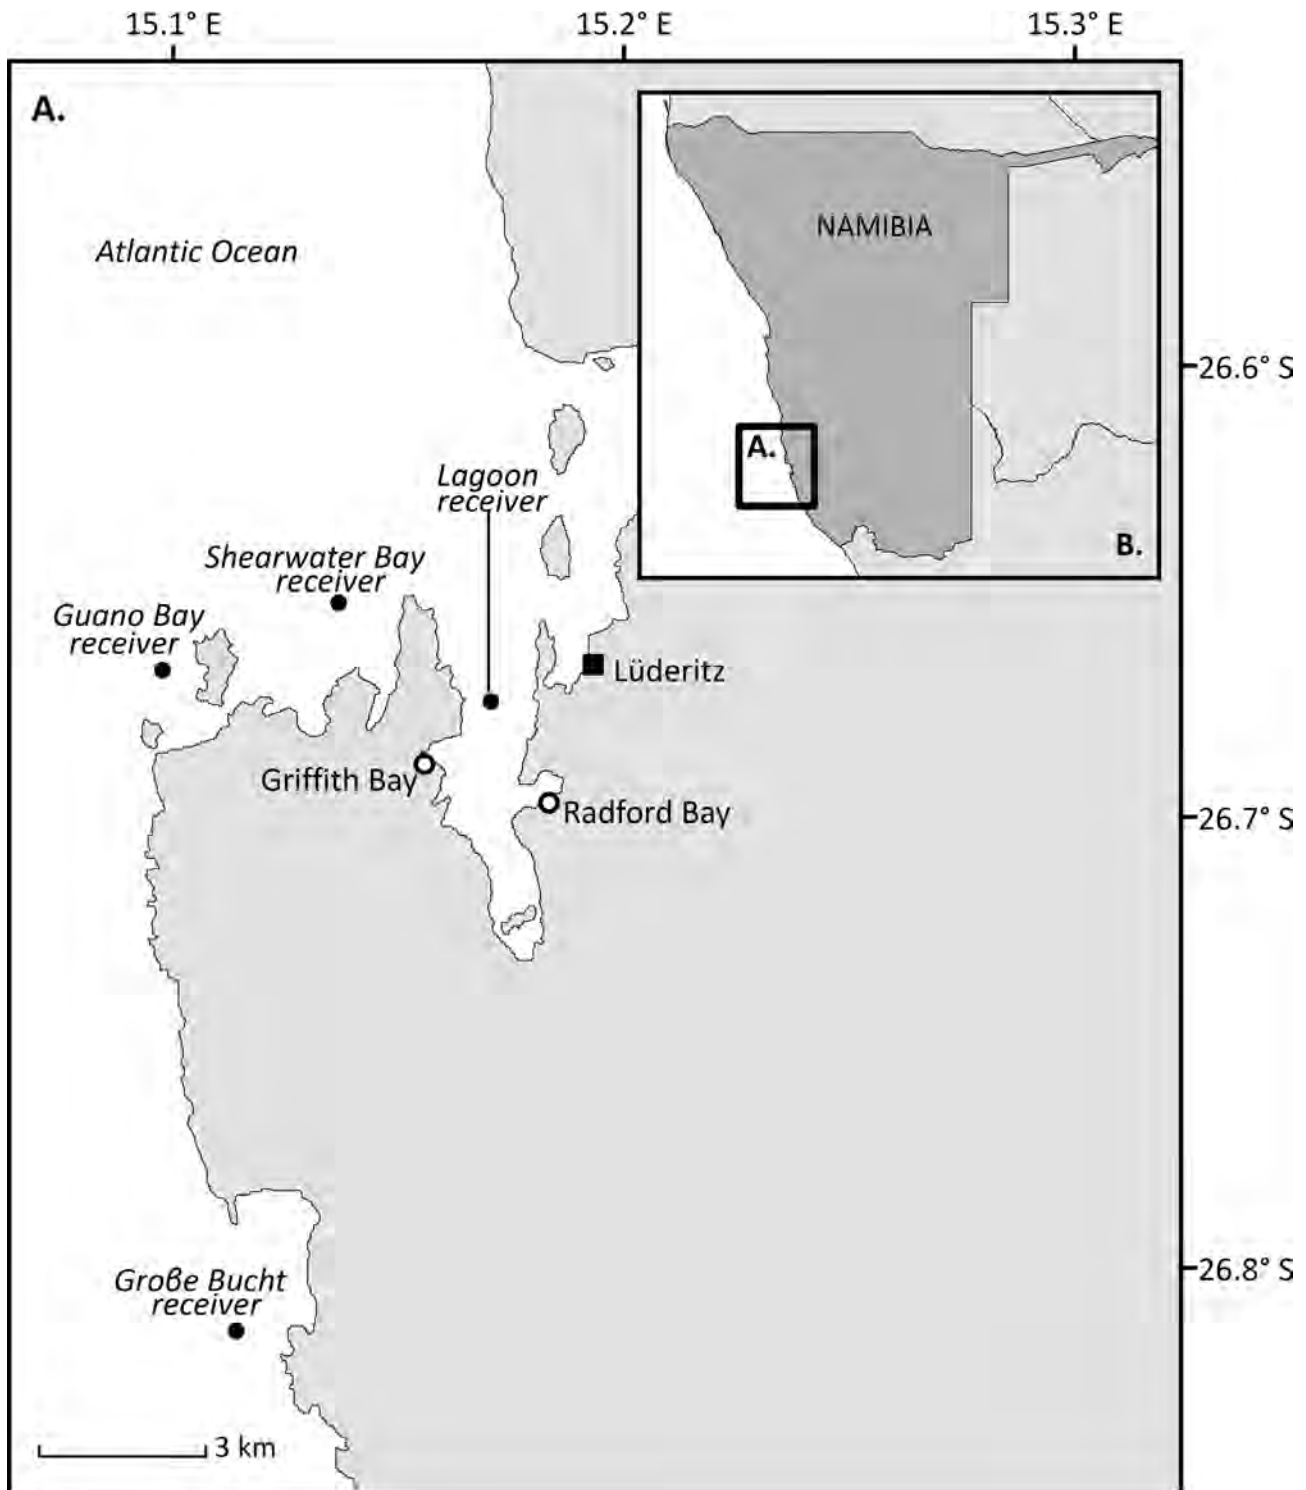 15.1° E
15.2° E
15.3° E
A.
Atlantic Ocean
NAMIBIA
A.
B.
26.6° S
Lagoon
receiver
Shearwater Bay
receiver
Guano Bay
receiver
Lüderitz
Griffith Bay
Radford Bay
26.7° S
26.8° S
Große Bucht
receiver
3 km